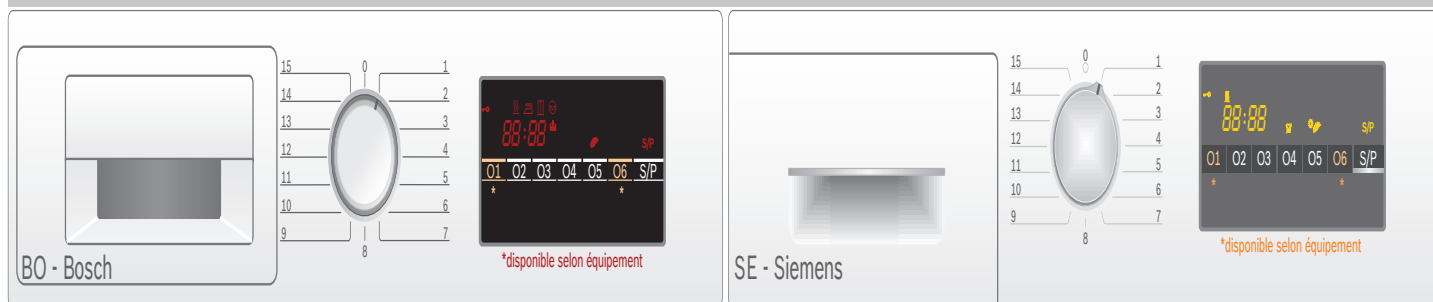 15 0 1
14 2
13 3
12 4
11 5
10 6
9 7
8
88:88
S/P
O1 O2 O3 O4 O5 O6 S/P
* *
*disponible selon équipement
BO - Bosch
15 0 1
14 2
13 3
12 4
11 5
10 6
9 7
8
88:88
S/P
O1 O2 O3 O4 O5 O6 S/P
* *
*disponible selon équipement
SE - Siemens